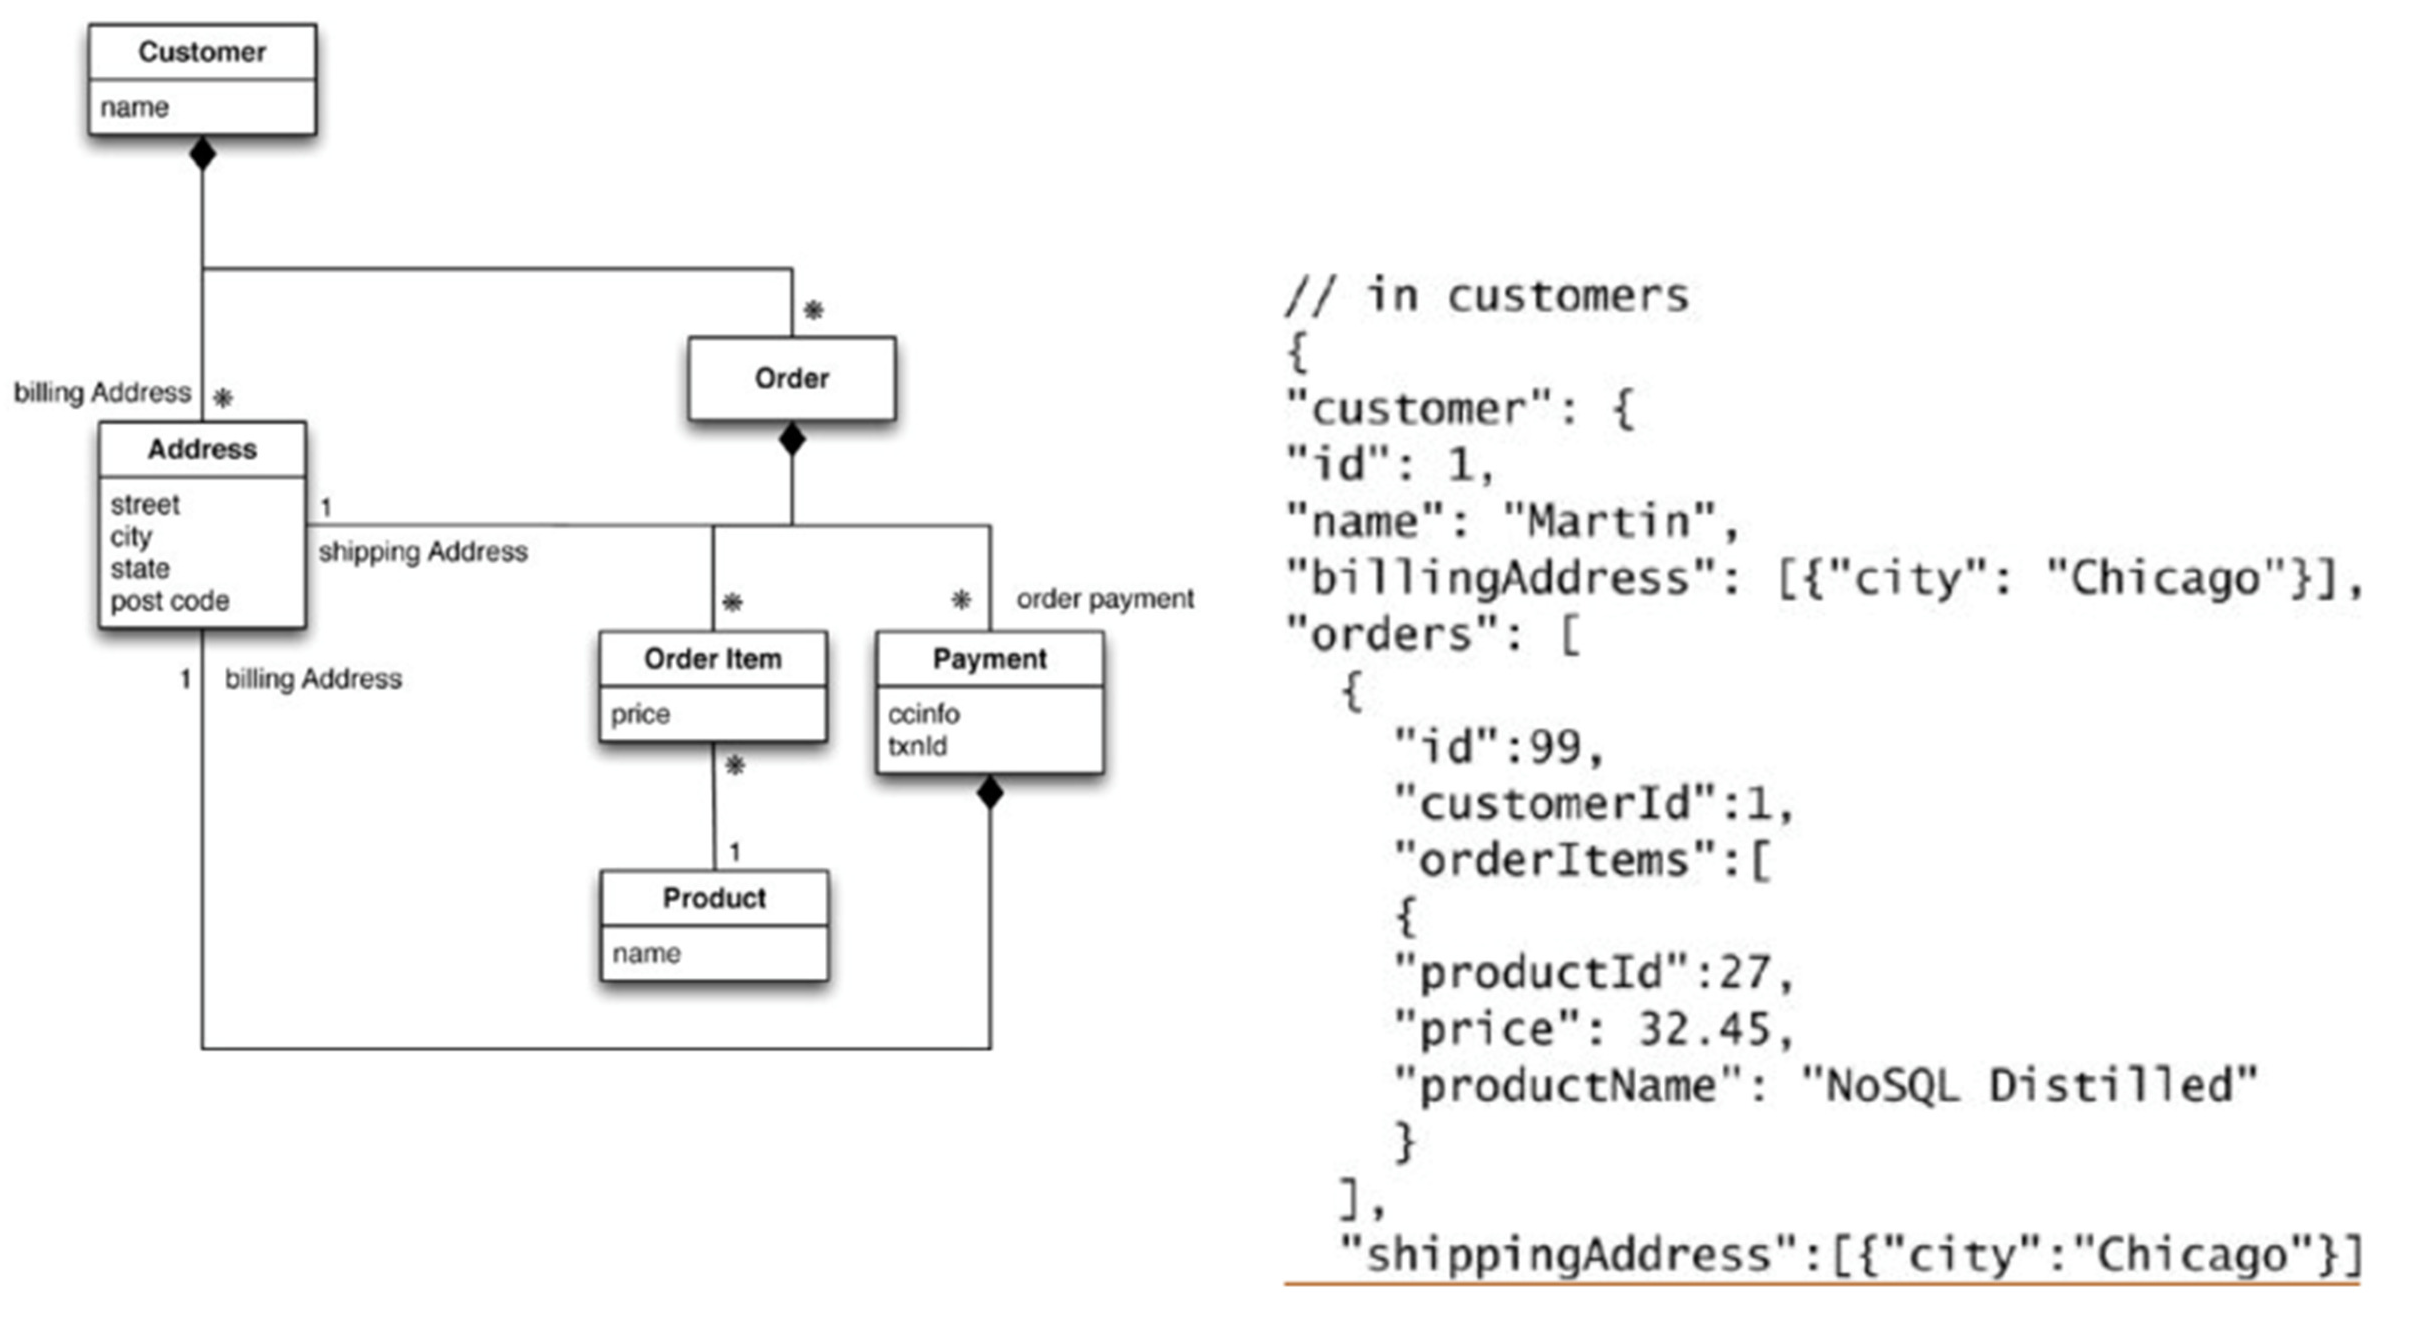 Customer
name
*
Order
billing Address *
Address
street
city
state
post code
1
shipping Address
*
* order payment
Order Item
price
Payment
ccinfo
txnId
1 billing Address
*
1
Product
name
// in customers
{
"customer": {
"id": 1,
"name": "Martin",
"billingAddress": [{"city": "Chicago"}],
"orders": [
{
"id":99,
"customerId":1,
"orderItems":[
{
"productId":27,
"price": 32.45,
"productName": "NoSQL Distilled"
}
],
"shippingAddress":[{"city":"Chicago"}]